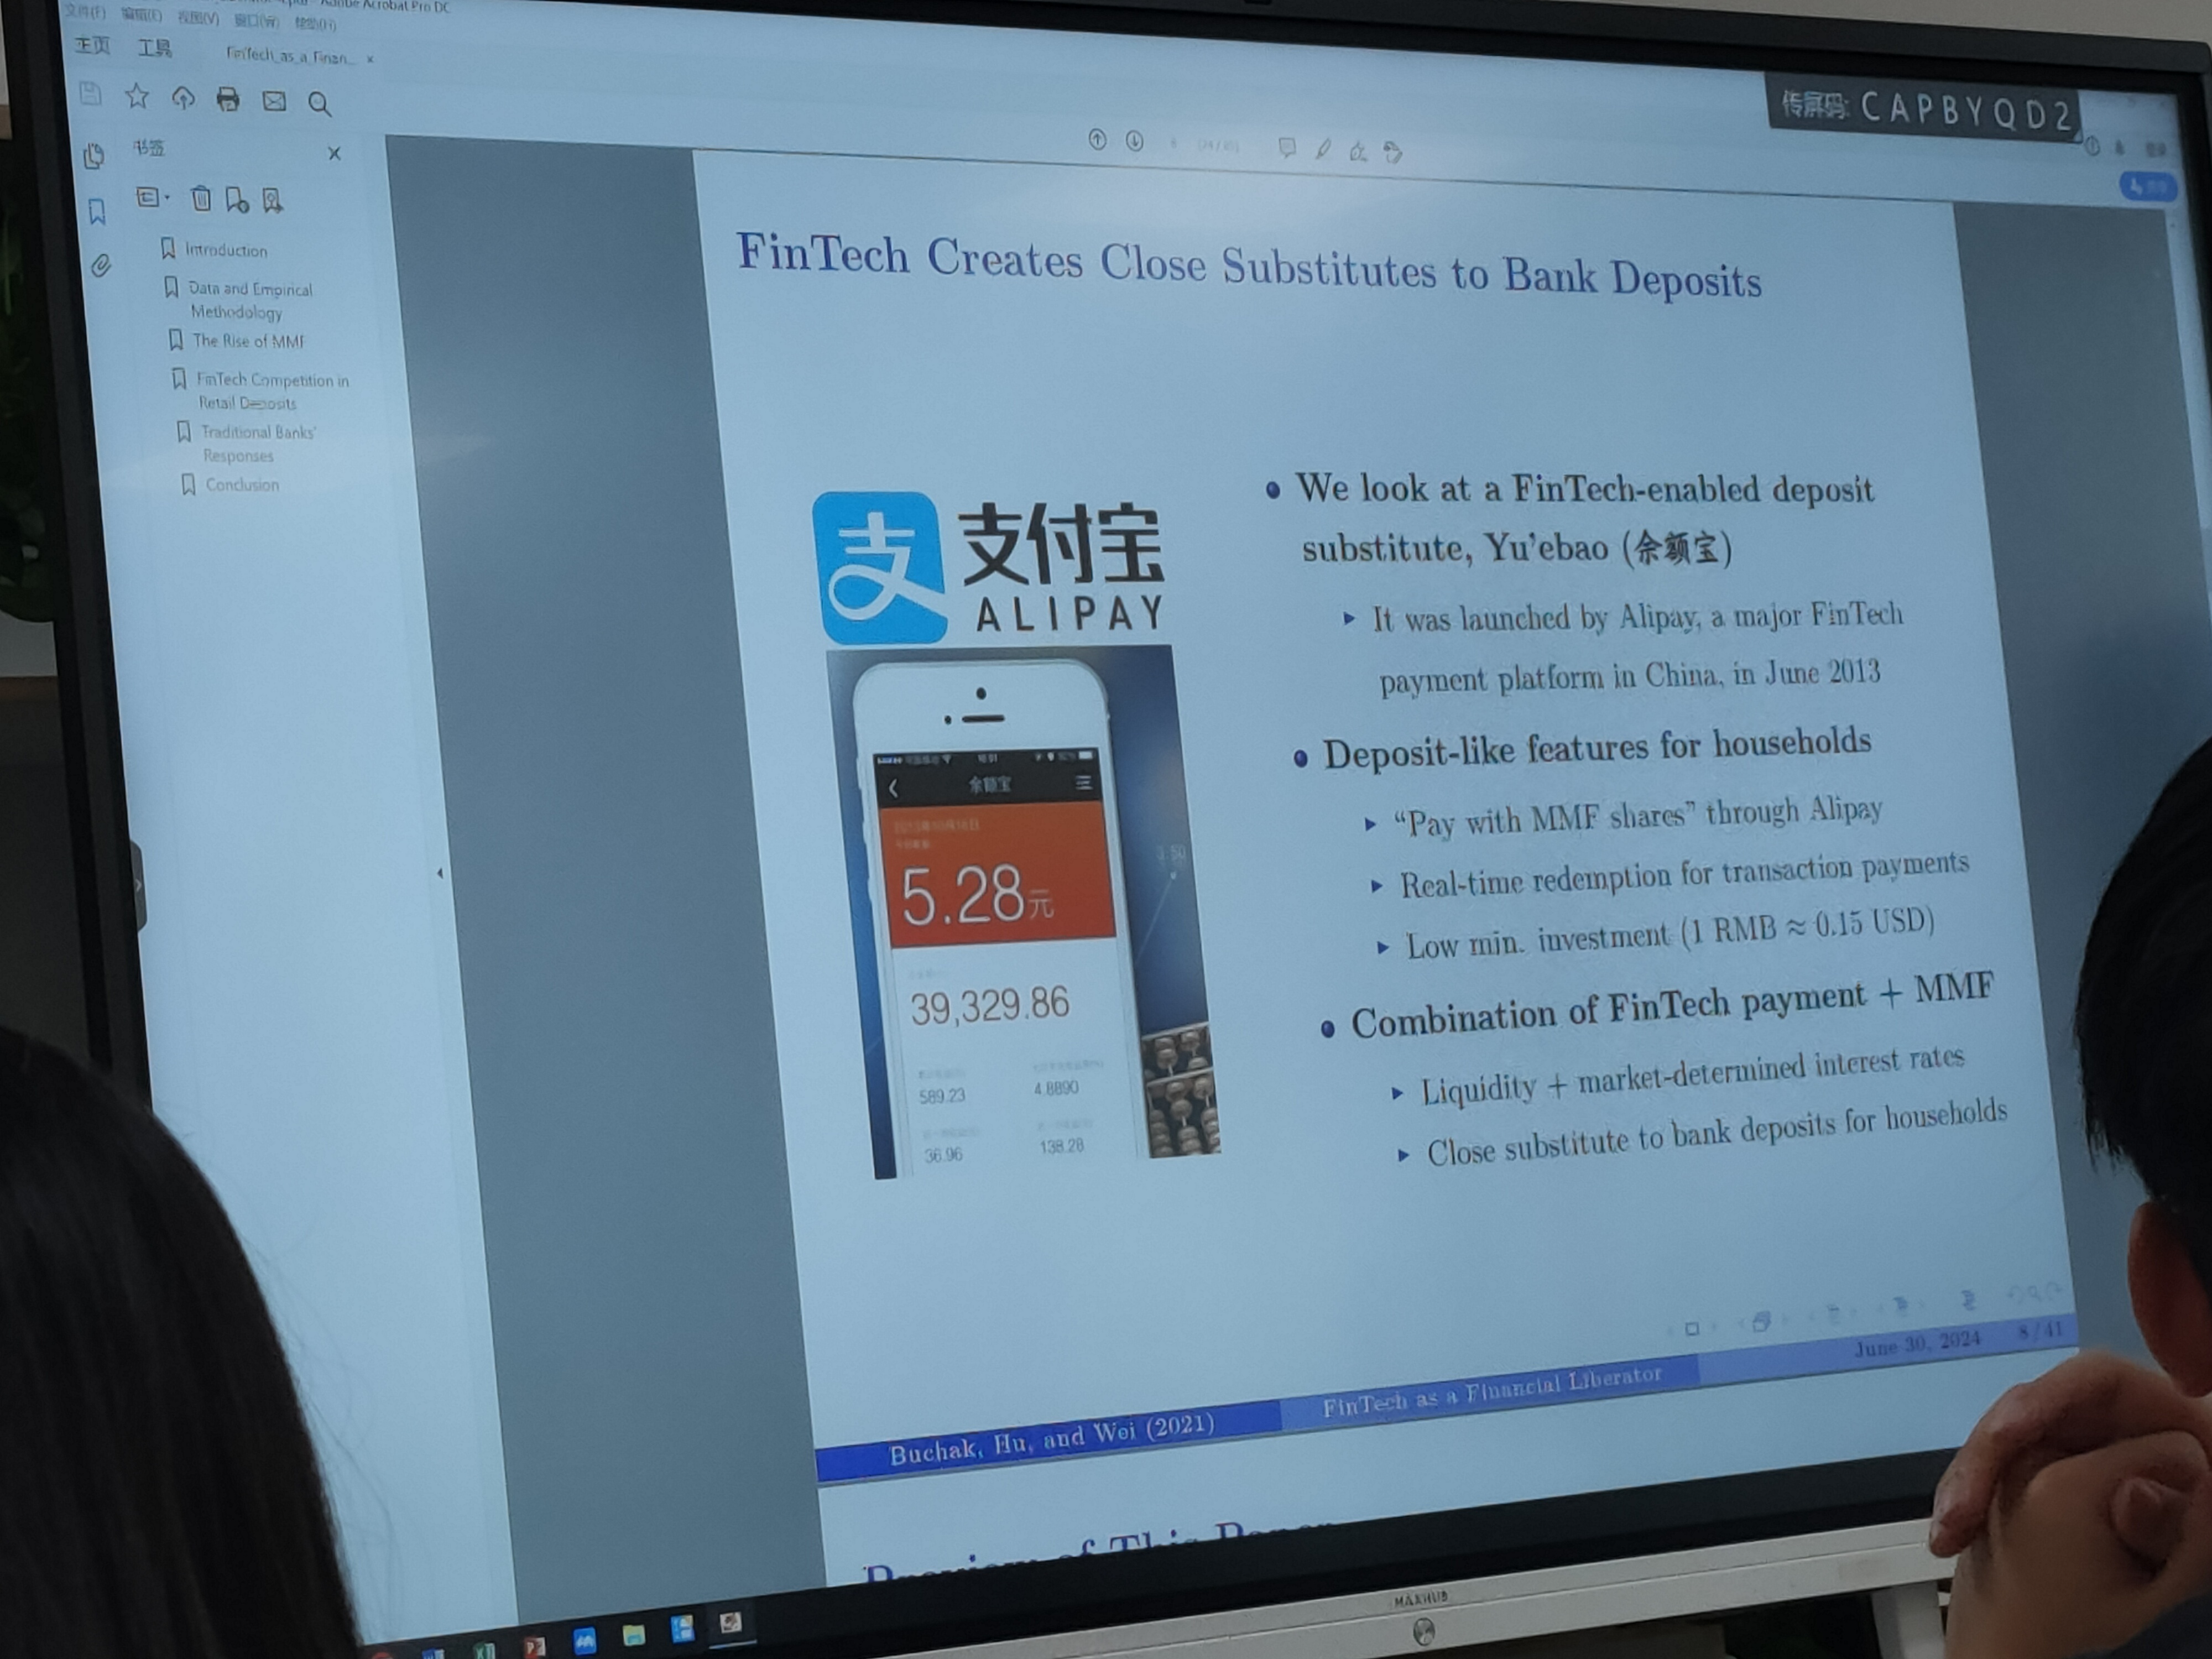 Adobe Acrobat Pro DC
文件(F) 编辑(E) 视图(V) 窗口(W) 帮助(H)
主页 工具 FinTech_as_a_Finan... ×
传屏码: CAPBYQD2
书签
Introduction
Data and Empirical
Methodology
The Rise of MMF
FinTech Competition in
Retail Deposits
Traditional Banks'
Responses
Conclusion
FinTech Creates Close Substitutes to Bank Deposits
支
支付宝
ALIPAY
余额宝
5.28元
39,329.86
589.23 4.8890
36.96 138.28
• We look at a FinTech-enabled deposit
substitute, Yu'ebao (余额宝)
▸ It was launched by Alipay, a major FinTech
payment platform in China, in June 2013
• Deposit-like features for households
▸ “Pay with MMF shares” through Alipay
▸ Real-time redemption for transaction payments
▸ Low min. investment (1 RMB ≈ 0.15 USD)
• Combination of FinTech payment + MMF
▸ Liquidity + market-determined interest rates
▸ Close substitute to bank deposits for households
Buchak, Hu, and Wei (2021) FinTech as a Financial Liberator June 30, 2024 8 / 41
MAXHUB